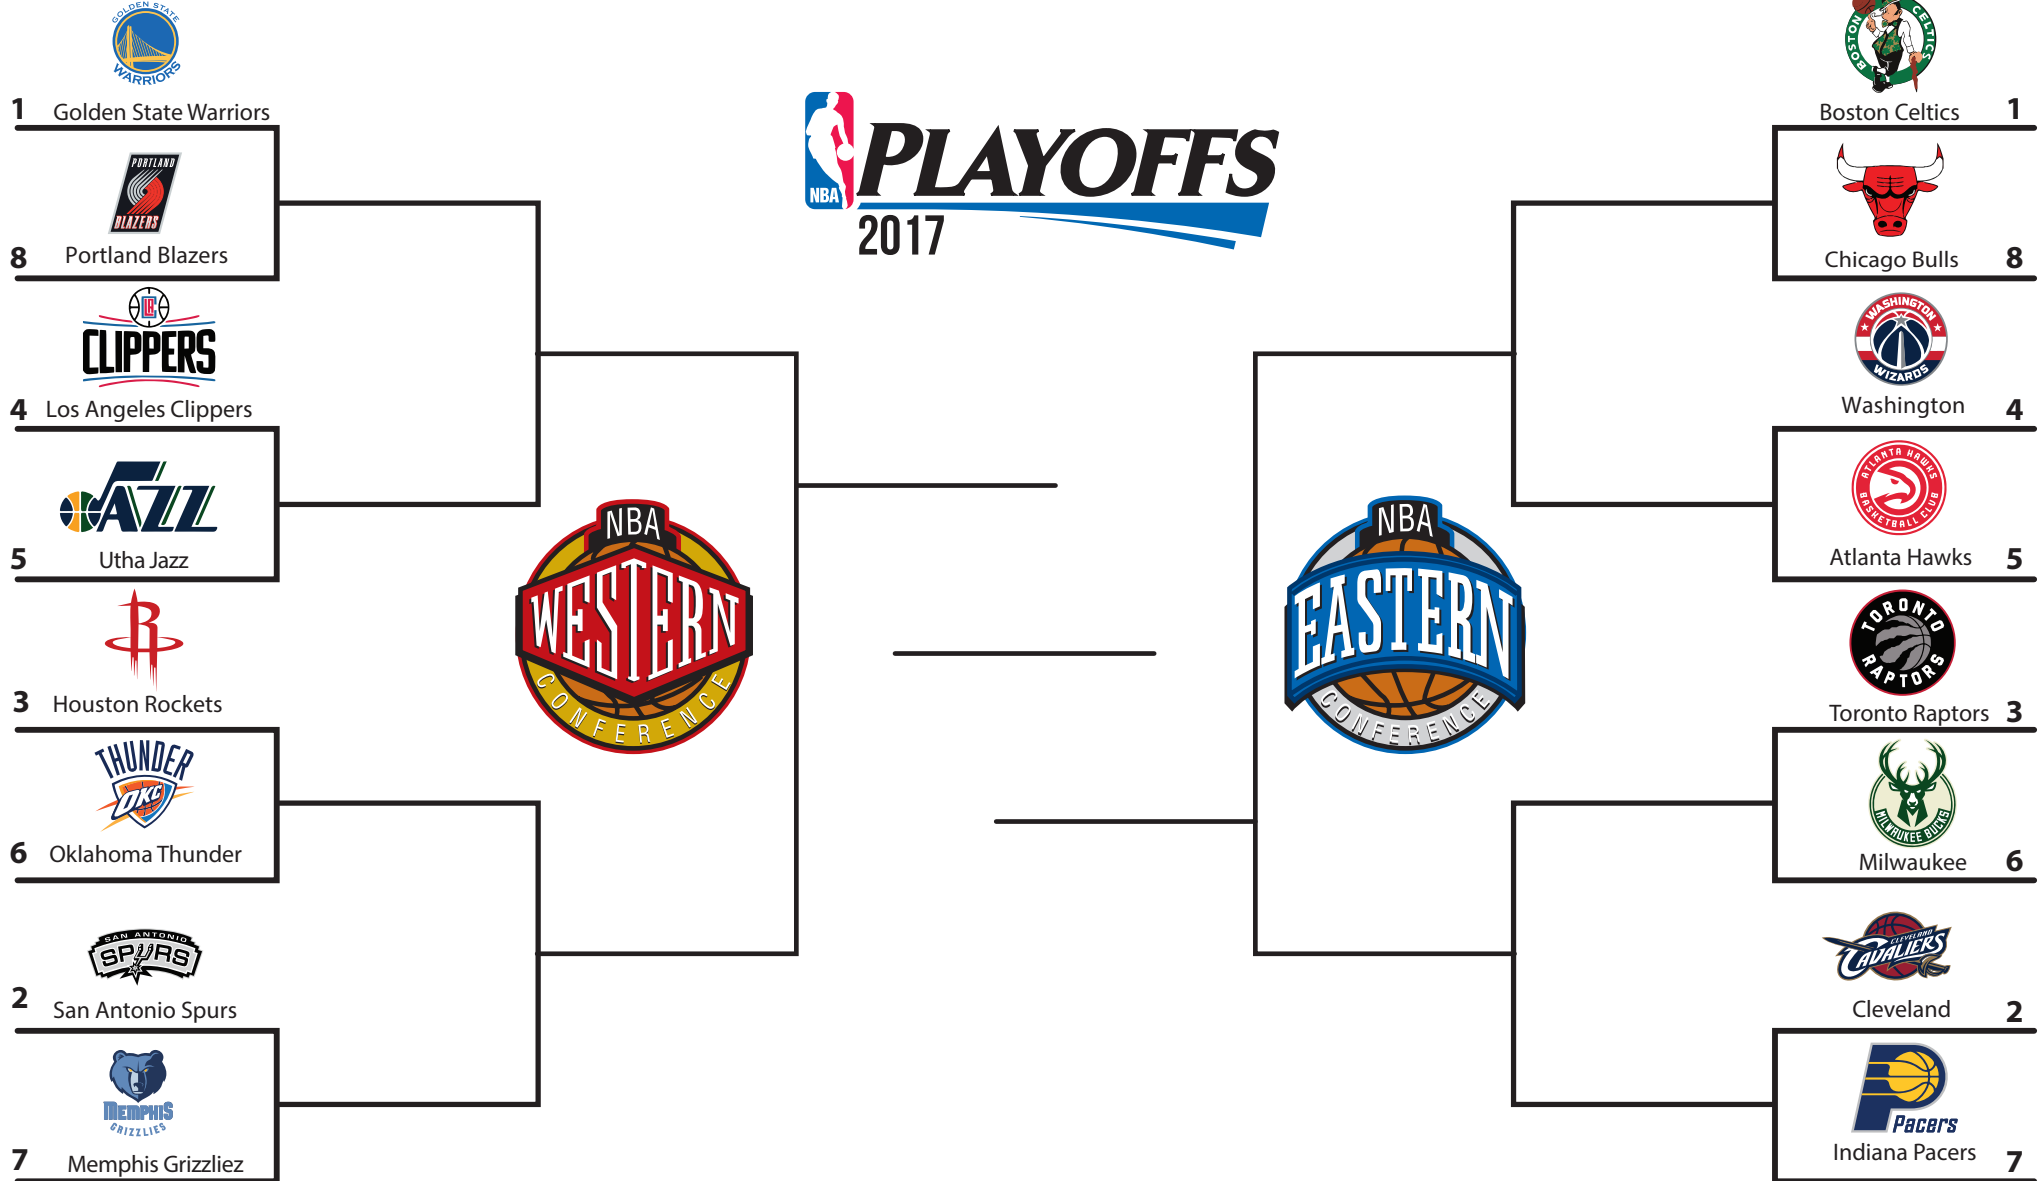 GOLDEN STATE
WARRIORS
1 Golden State Warriors
PORTLAND
BLAZERS
8 Portland Blazers
LA
CLIPPERS
4 Los Angeles Clippers
JAZZ
5 Utha Jazz
R
3 Houston Rockets
THUNDER
OKC
6 Oklahoma Thunder
SAN ANTONIO
SPURS
2 San Antonio Spurs
MEMPHIS
GRIZZLIES
7 Memphis Grizzliez
NBA
PLAYOFFS
2017
NBA
WESTERN
CONFERENCE
NBA
EASTERN
CONFERENCE
BOSTON CELTICS
Boston Celtics 1
Chicago Bulls 8
WASHINGTON
WIZARDS
Washington 4
ATLANTA HAWKS
BASKETBALL CLUB
Atlanta Hawks 5
TORONTO
RAPTORS
Toronto Raptors 3
MILWAUKEE BUCKS
Milwaukee 6
CLEVELAND
CAVALIERS
Cleveland 2
Pacers
Indiana Pacers 7